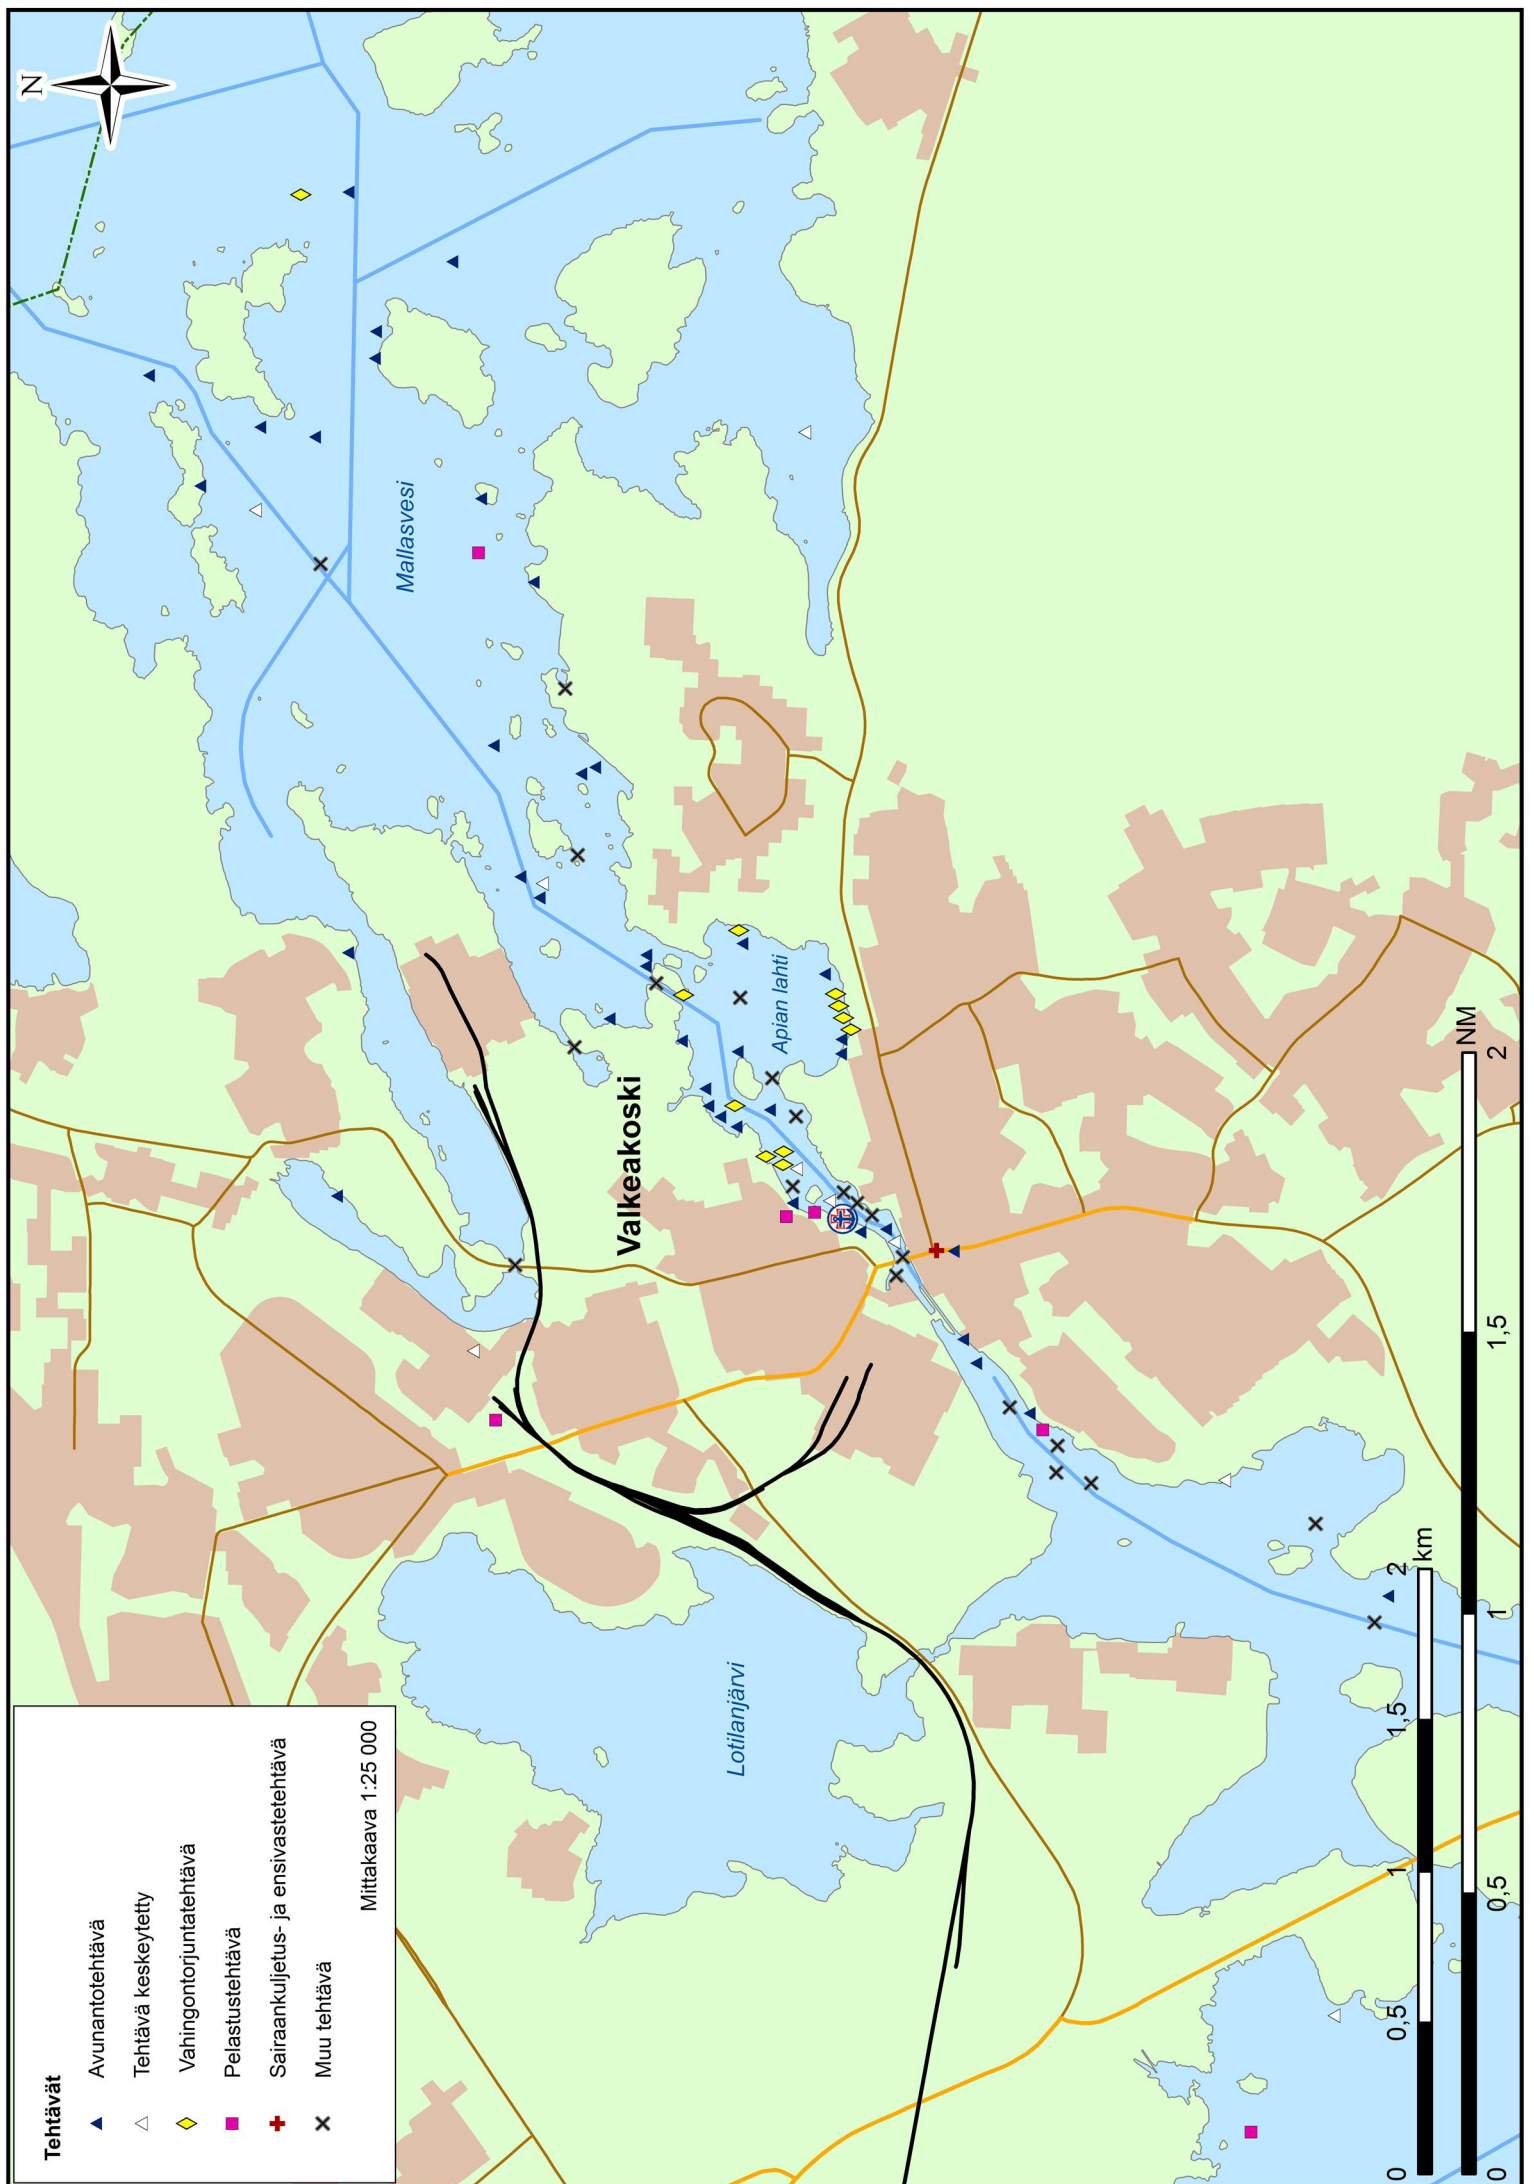 N
Mallasvesi
Apian lahti
Valkeakoski
Lotilanjärvi
Tehtävät
Avunantotehtävä
Tehtävä keskeytetty
Vahingontorjuntatehtävä
Pelastustehtävä
Sairaankuljetus- ja ensivastetehtävä
Muu tehtävä
Mittakaava 1:25 000
0 0,5 1 1,5 2 km
0 0,5 1 1,5 2 NM